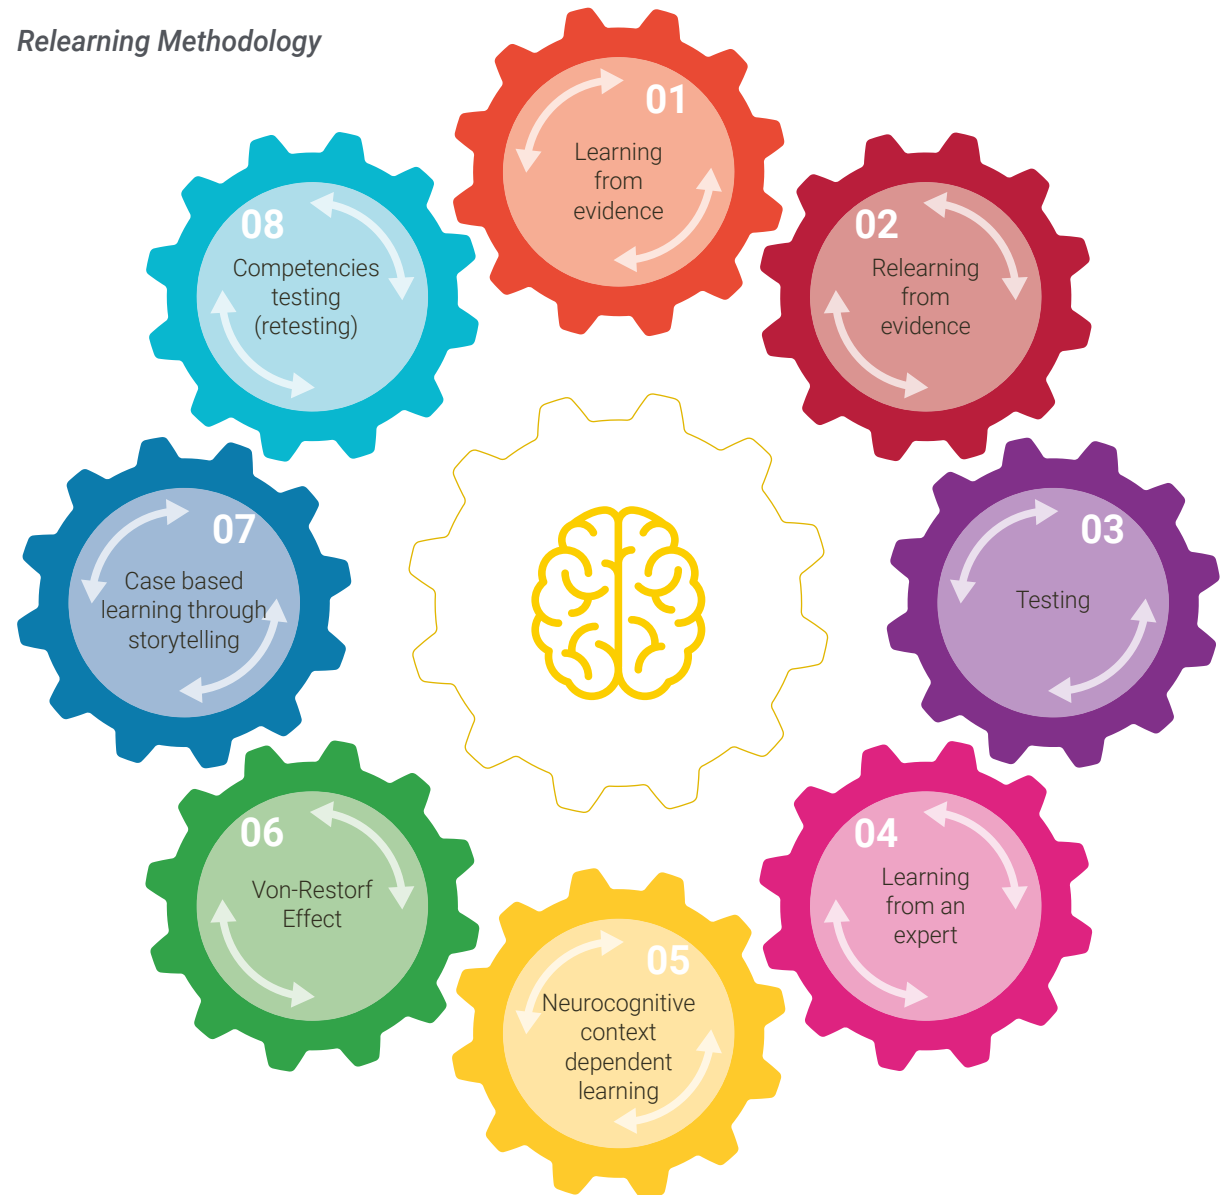 Relearning Methodology
01
Learning
from
evidence
02
Relearning
from
evidence
03
Testing
04
Learning
from an
expert
05
Neurocognitive
context
dependent
learning
06
Von-Restorf
Effect
07
Case based
learning through
storytelling
08
Competencies
testing
(retesting)